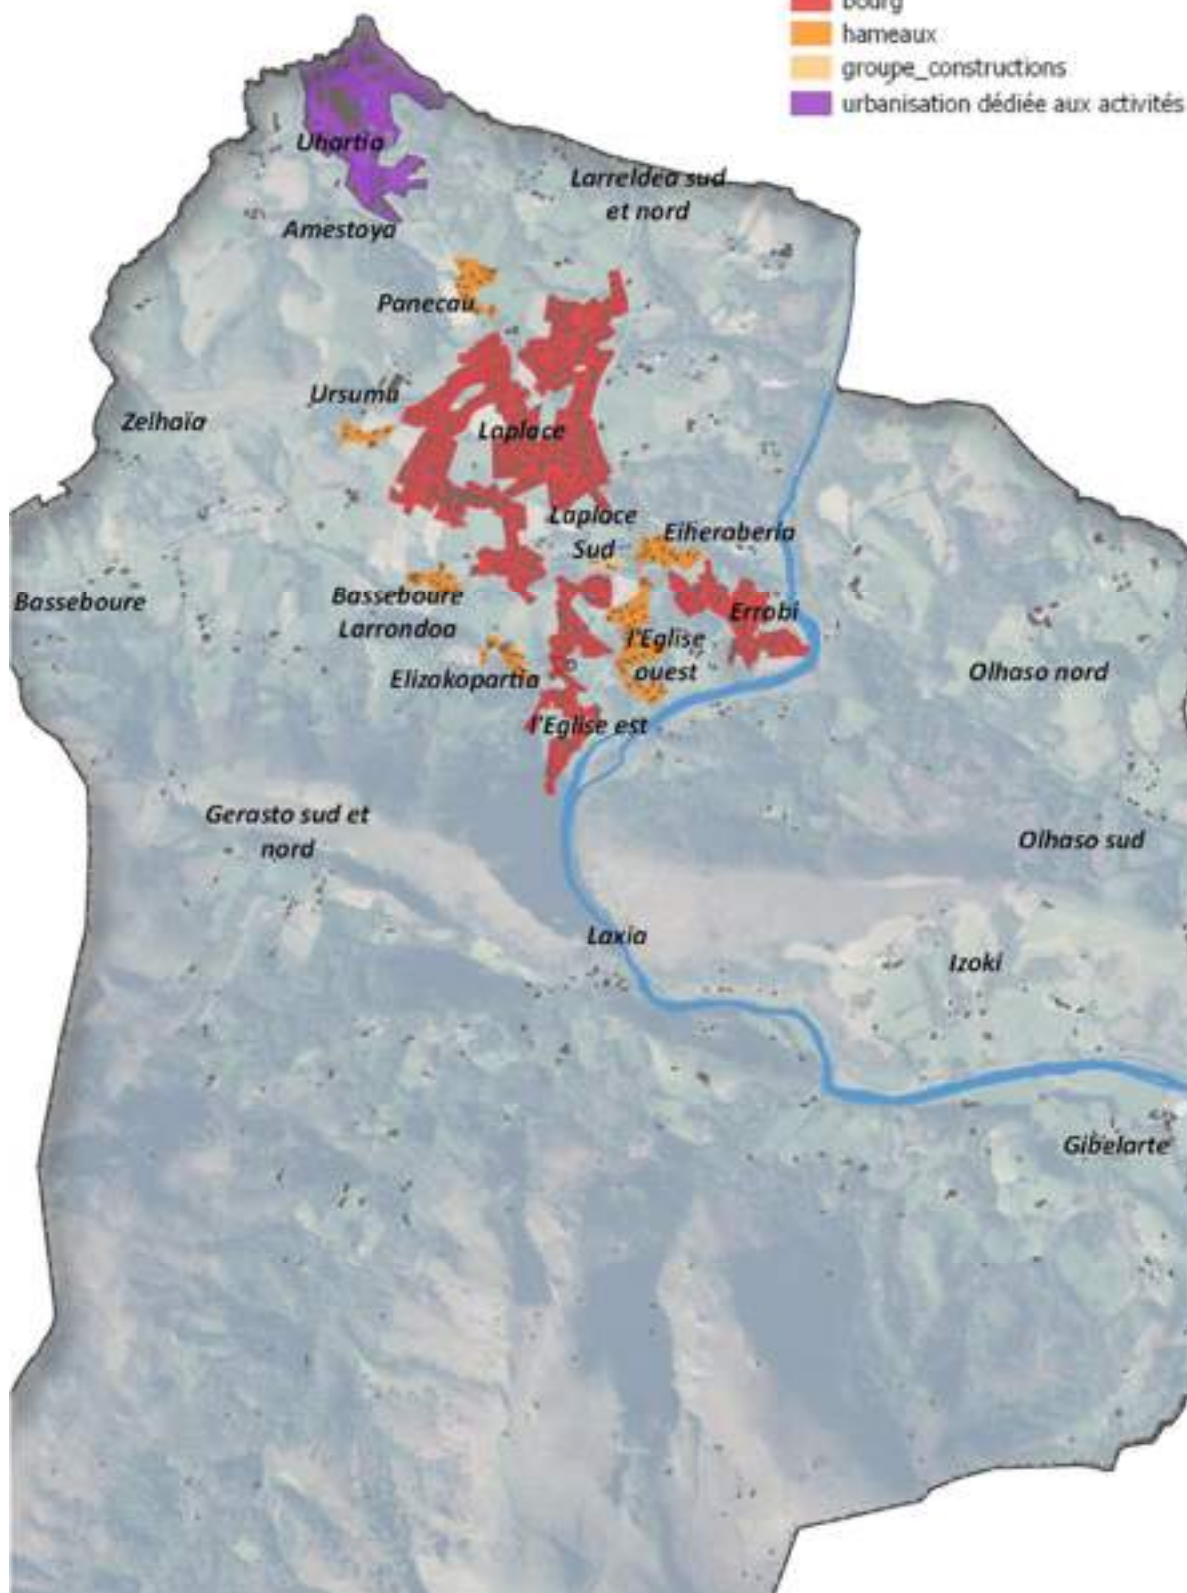 bourg
hameaux
groupe_constructions
urbanisation dédiée aux activités
Uhartia
Larreldea sud
et nord
Amestoya
Panecau
Ursuma
Zelhaïa
Laplace
Laplace
Sud
Eiheraberria
Basseboure
Basseboure
Larrondoa
Errobi
l'Eglise
ouest
Elizakopartia
Olhaso nord
l'Eglise est
Gerasto sud et
nord
Olhaso sud
Laxia
Izoki
Gibelarte